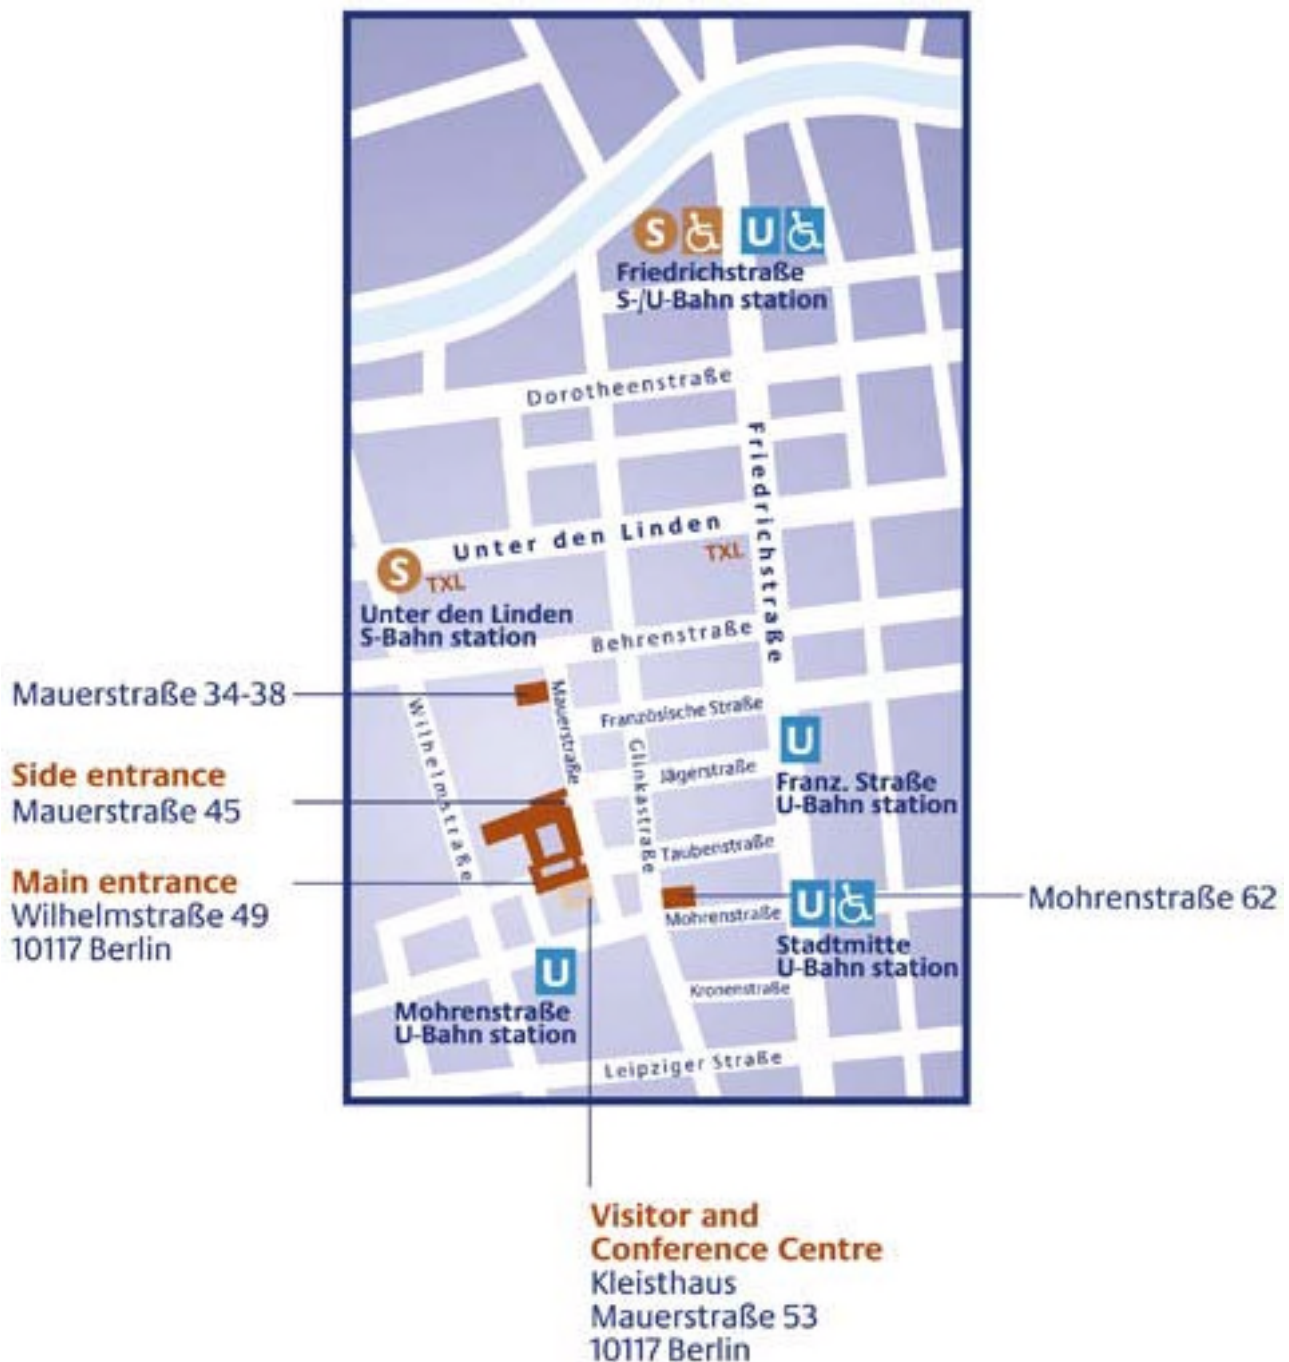 S U
Friedrichstraße
S-/U-Bahn station
Dorotheenstraße
Friedrichstraße
Unter den Linden
TXL
S TXL
Unter den Linden
S-Bahn station
Behrenstraße
Mauerstraße 34-38
Mauerstraße
Wilhelmstraße
Französische Straße
Glinkastraße
Jägerstraße
U
Franz. Straße
U-Bahn station
Side entrance
Mauerstraße 45
Taubenstraße
Main entrance
Wilhelmstraße 49
10117 Berlin
Mohrenstraße
U
Stadtmitte
U-Bahn station
Mohrenstraße 62
U
Mohrenstraße
U-Bahn station
Kronenstraße
Leipziger Straße
Visitor and
Conference Centre
Kleisthaus
Mauerstraße 53
10117 Berlin